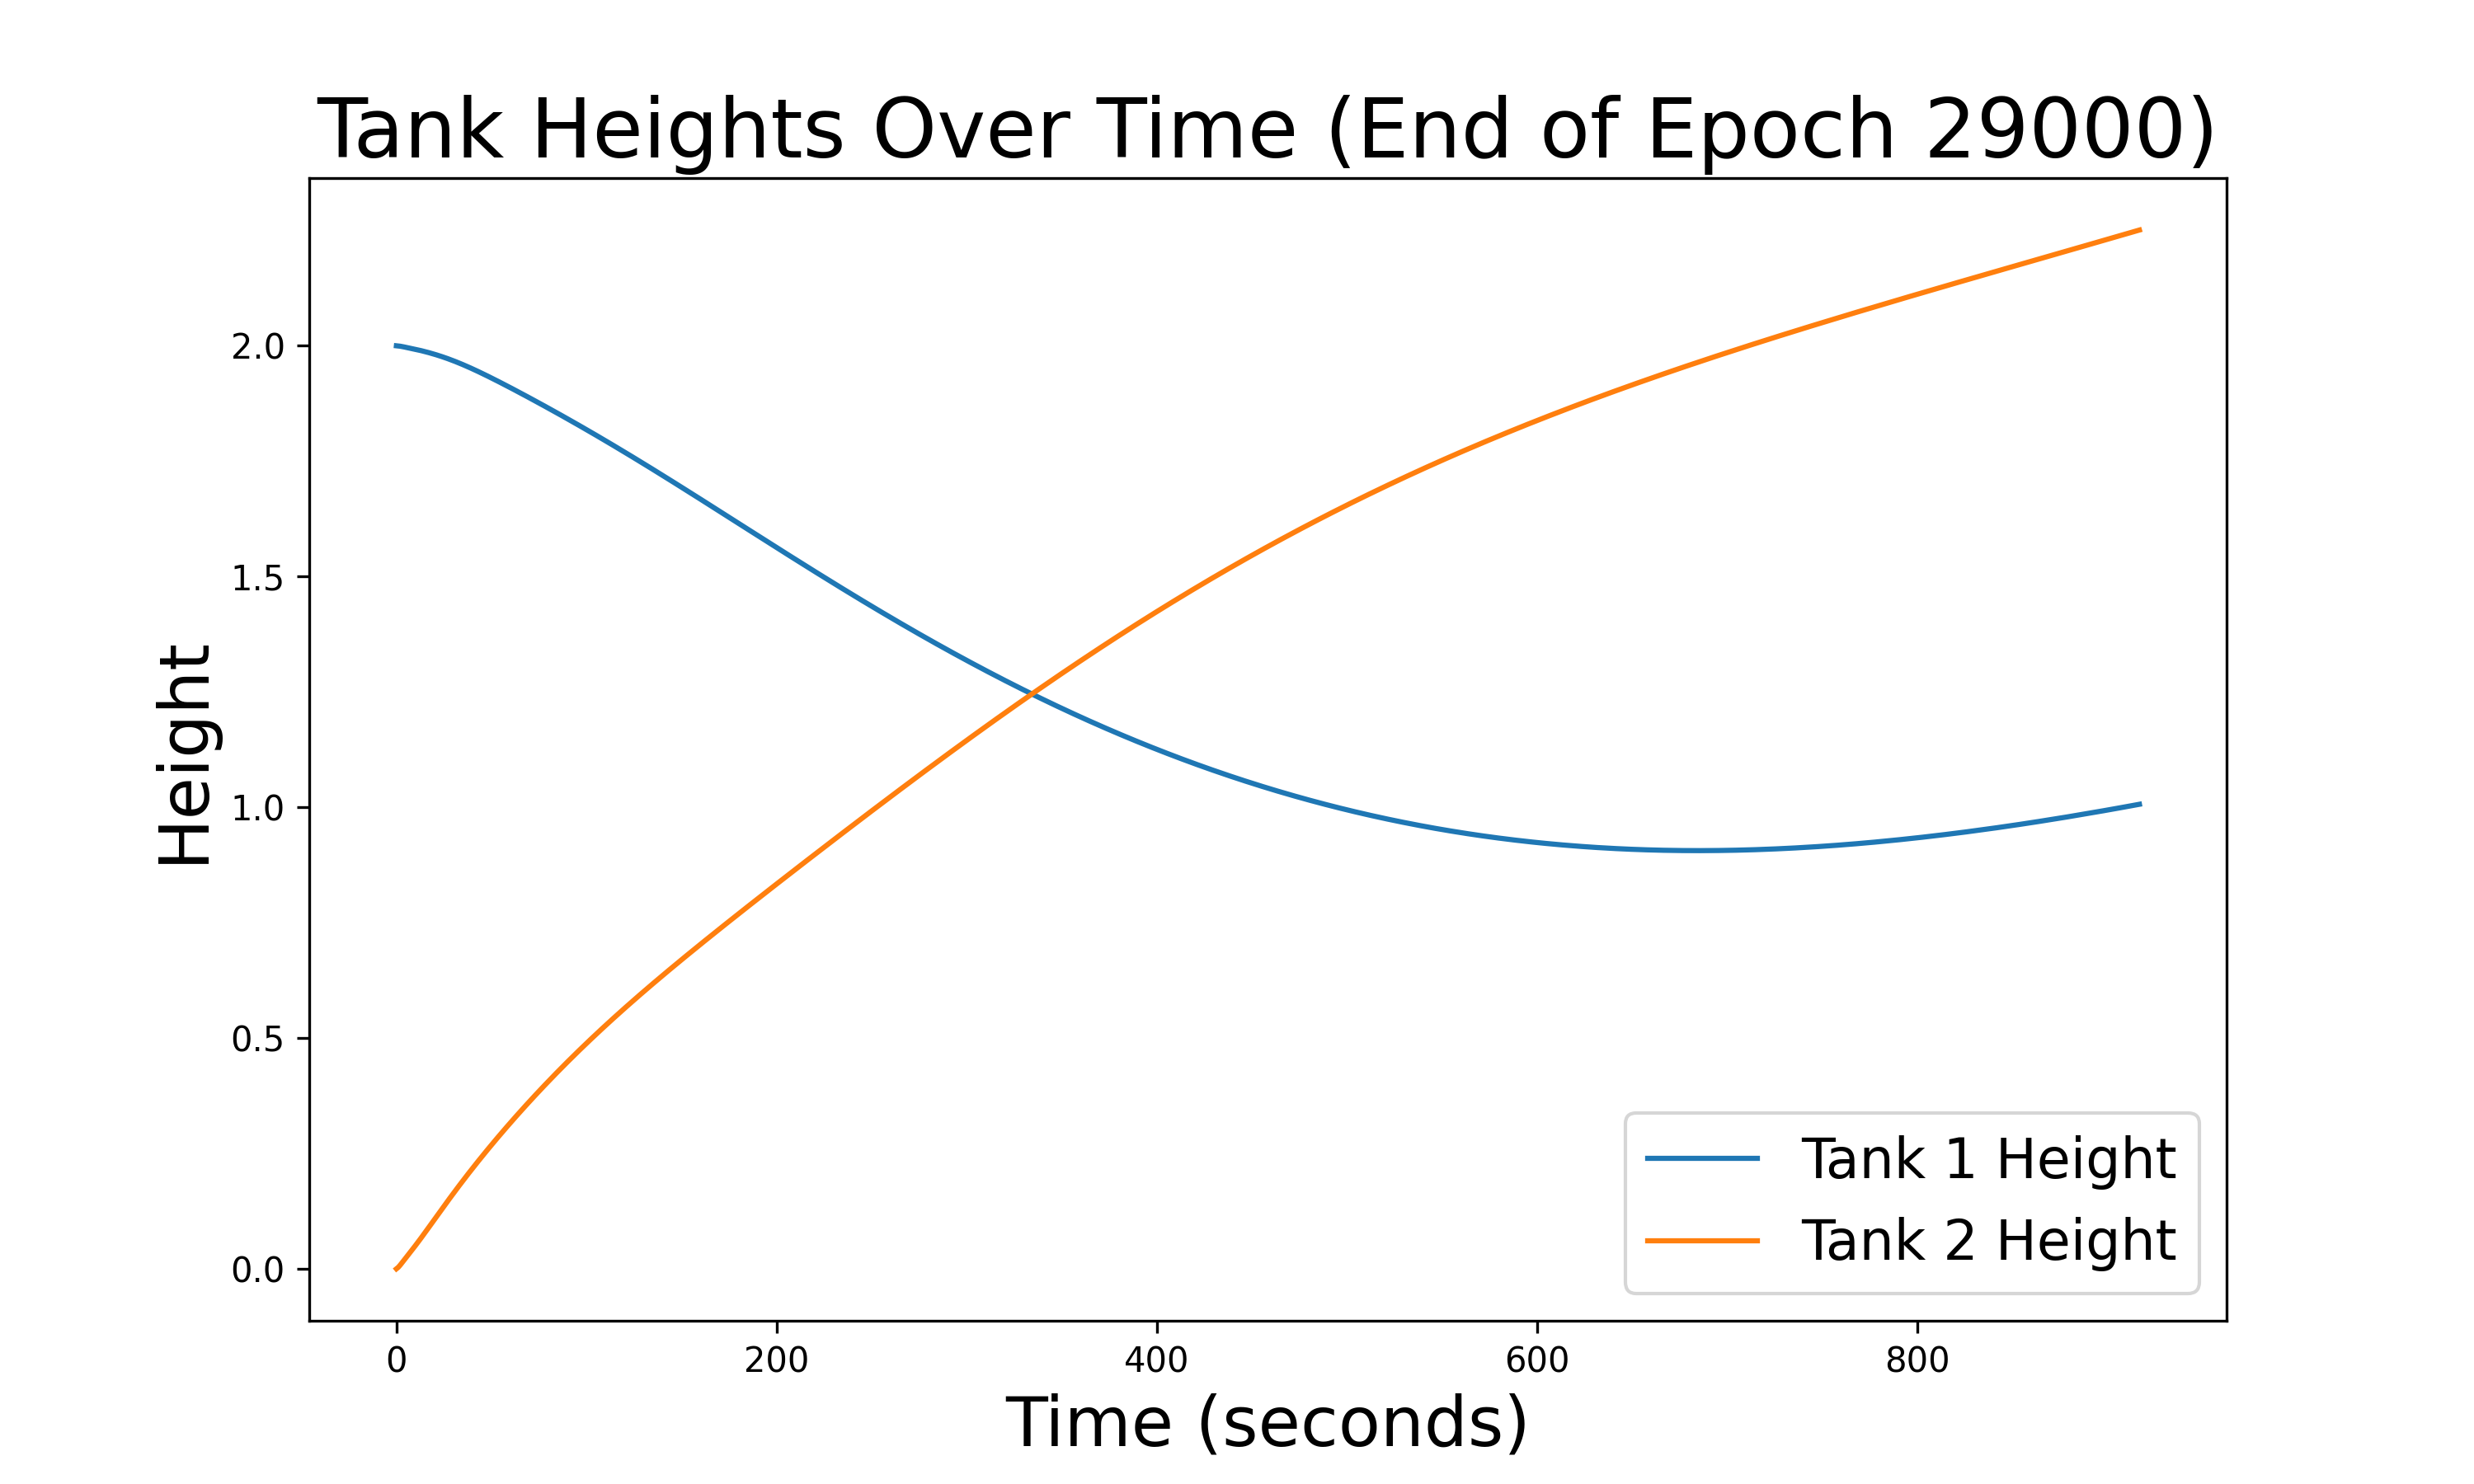 Tank Heights Over Time (End of Epoch 29000)
Height
2.0
1.5
1.0
0.5
0.0
0 200 400 600 800
Time (seconds)
Tank 1 Height
Tank 2 Height